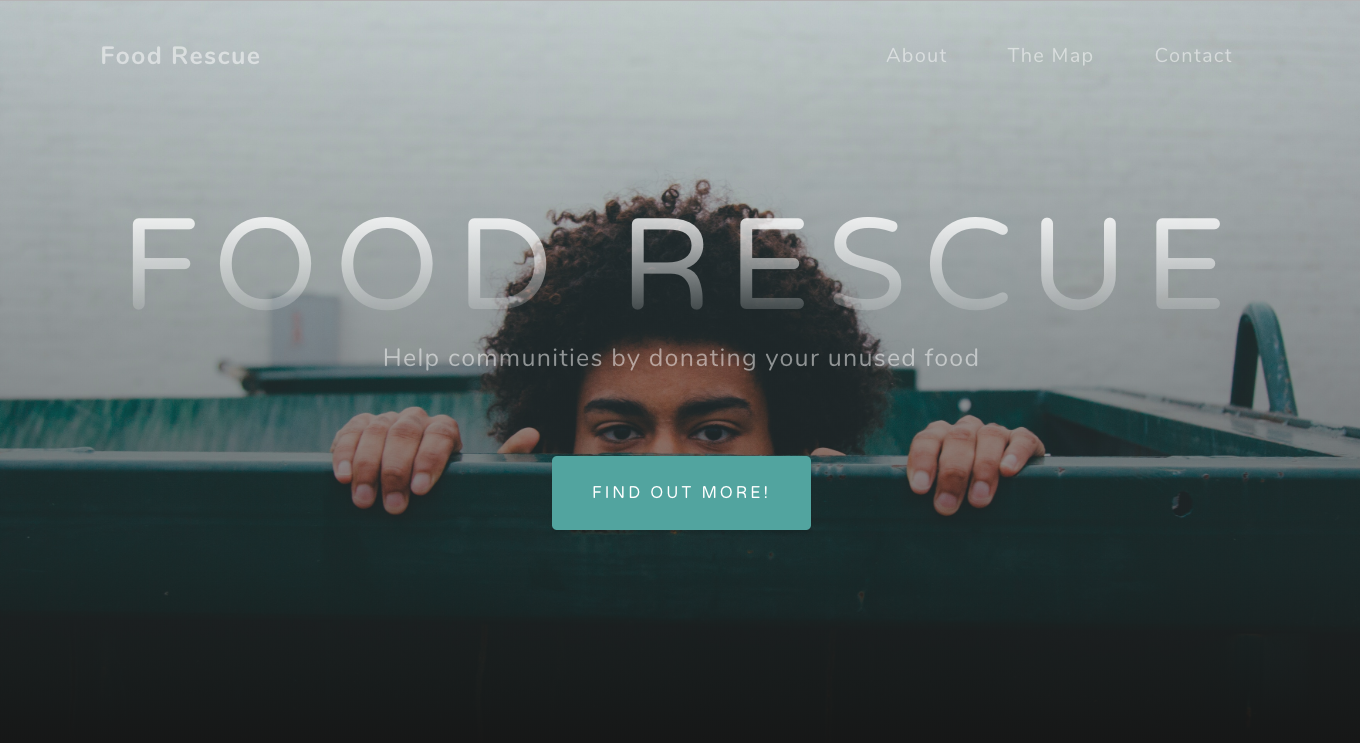 Food Rescue
About The Map Contact
FOOD RESCUE
Help communities by donating your unused food
FIND OUT MORE!